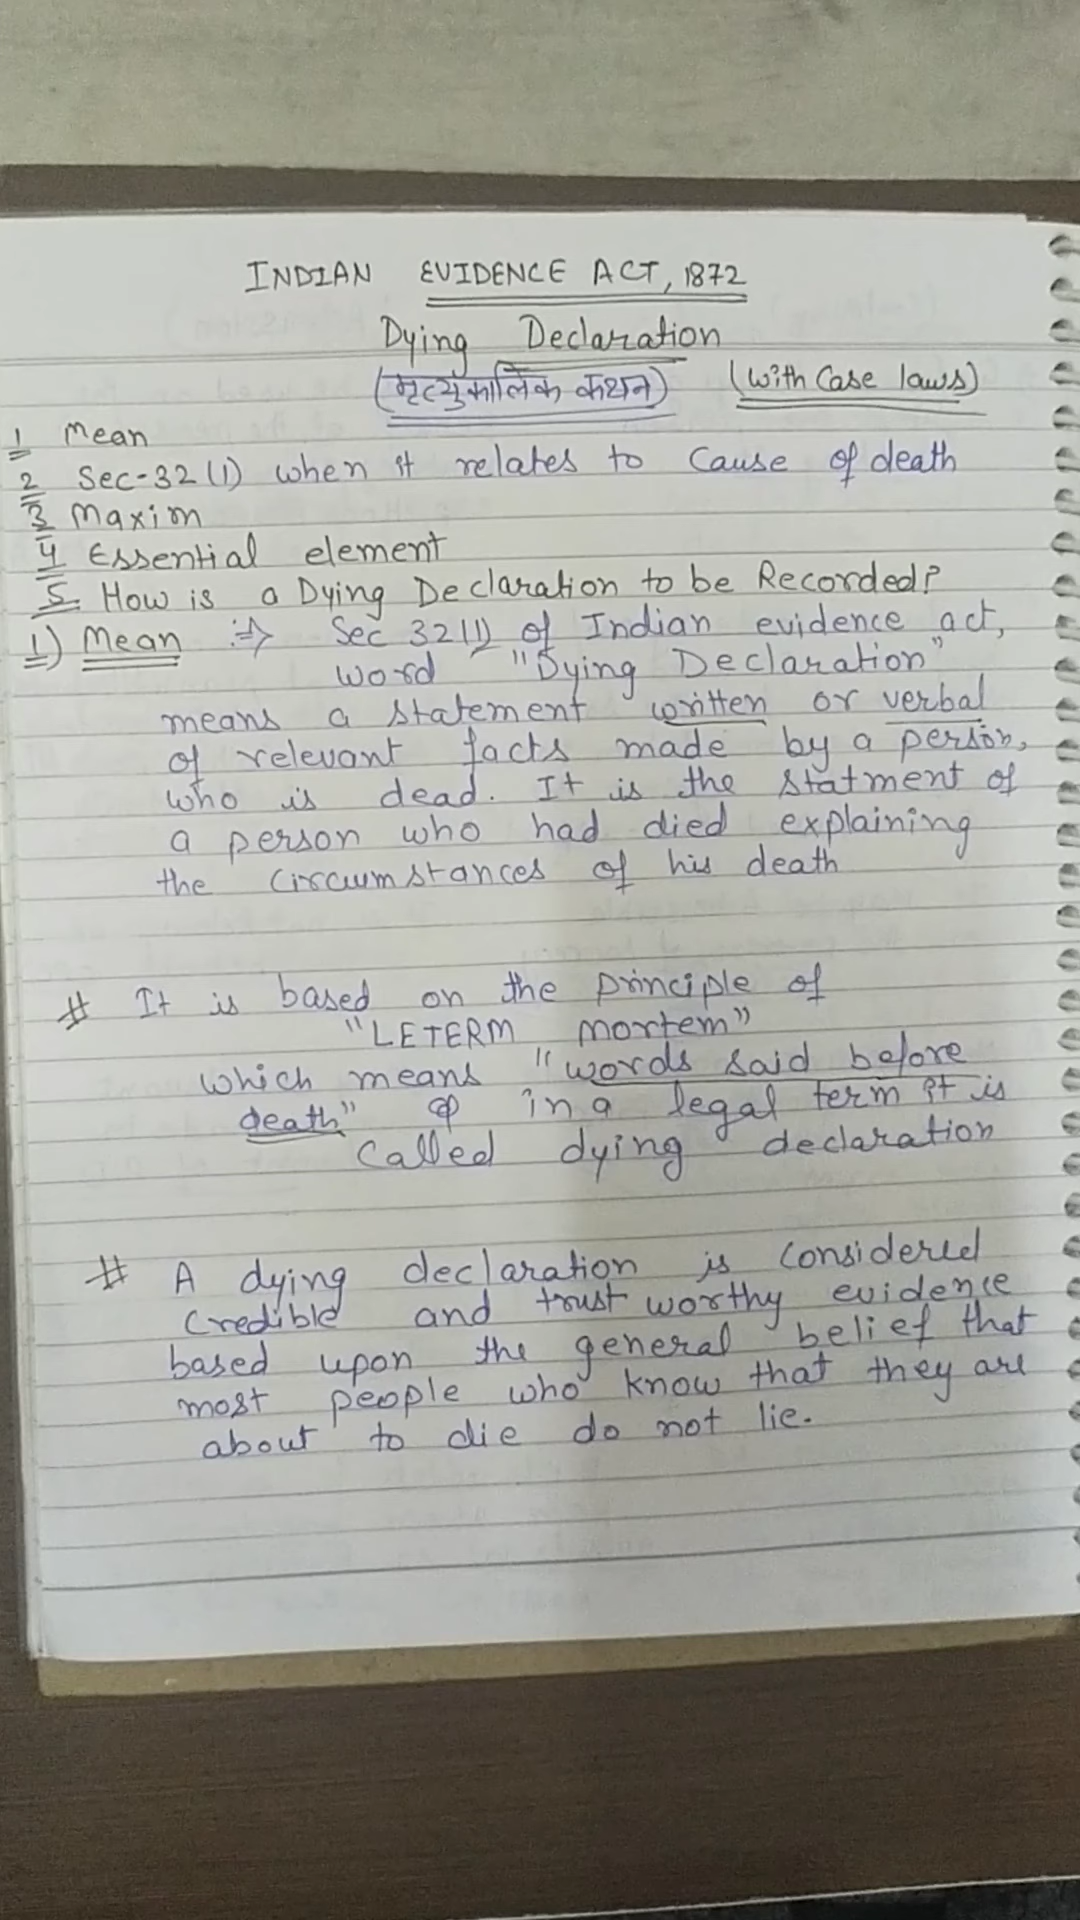 INDIAN EVIDENCE ACT, 1872
Dying Declaration
(मृत्युकालिक कथन) (with Case laws)
1 Mean
2 Sec-32(1) when it relates to Cause of death
3 Maxim
4 Essential element
5. How is a Dying Declaration to be Recorded?
1) Mean ⇒ Sec 32(1) of Indian evidence act,
word "Dying Declaration"
means a statement written or verbal
of relevant facts made by a person,
who is dead. It is the statment of
a person who had died explaining
the circumstances of his death
# It is based on the principle of
"LETERM mortem"
which means "words said before
death" & in a legal term it is
Called dying declaration
# A dying declaration is considered
credible and trust worthy evidence
based upon the general belief that
most people who know that they are
about to die do not lie.